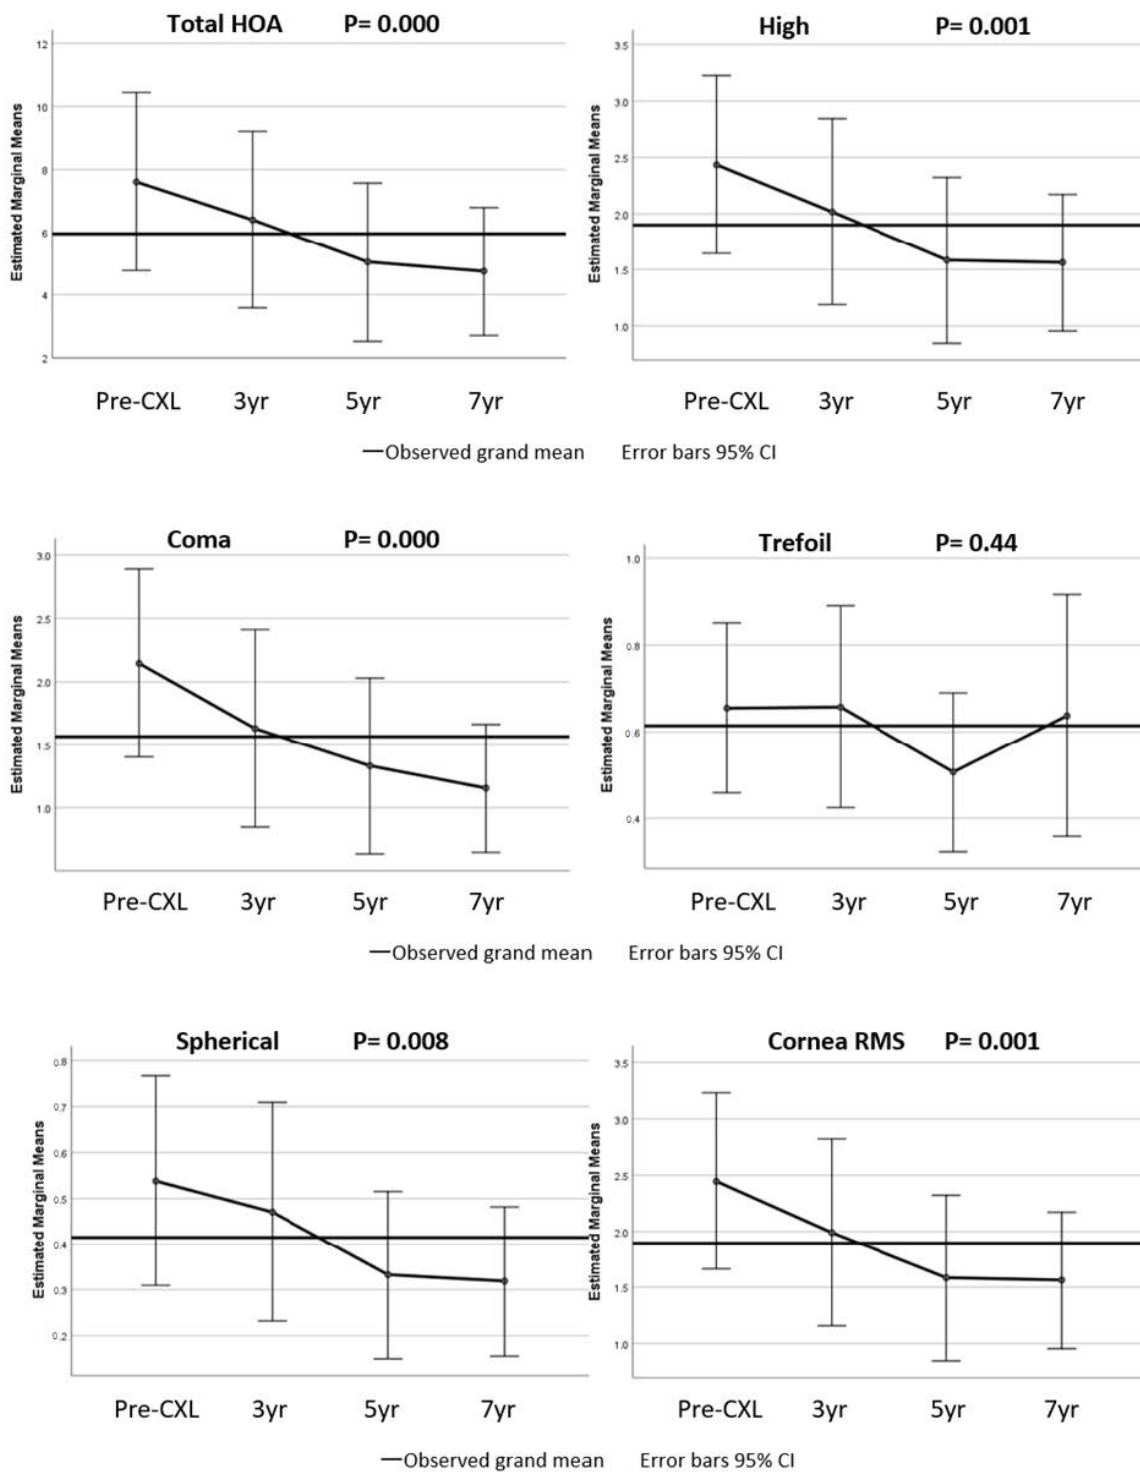 Total HOA P= 0.000
Estimated Marginal Means
12
10
8
6
4
2
Pre-CXL 3yr 5yr 7yr
High P= 0.001
Estimated Marginal Means
3.5
3.0
2.5
2.0
1.5
1.0
Pre-CXL 3yr 5yr 7yr
Observed grand mean Error bars 95% CI
Coma P= 0.000
Estimated Marginal Means
3.0
2.5
2.0
1.5
1.0
Pre-CXL 3yr 5yr 7yr
Trefoil P= 0.44
Estimated Marginal Means
1.0
0.8
0.6
0.4
Pre-CXL 3yr 5yr 7yr
Observed grand mean Error bars 95% CI
Spherical P= 0.008
Estimated Marginal Means
0.8
0.7
0.6
0.5
0.4
0.3
0.2
Pre-CXL 3yr 5yr 7yr
Cornea RMS P= 0.001
Estimated Marginal Means
3.5
3.0
2.5
2.0
1.5
1.0
Pre-CXL 3yr 5yr 7yr
Observed grand mean Error bars 95% CI